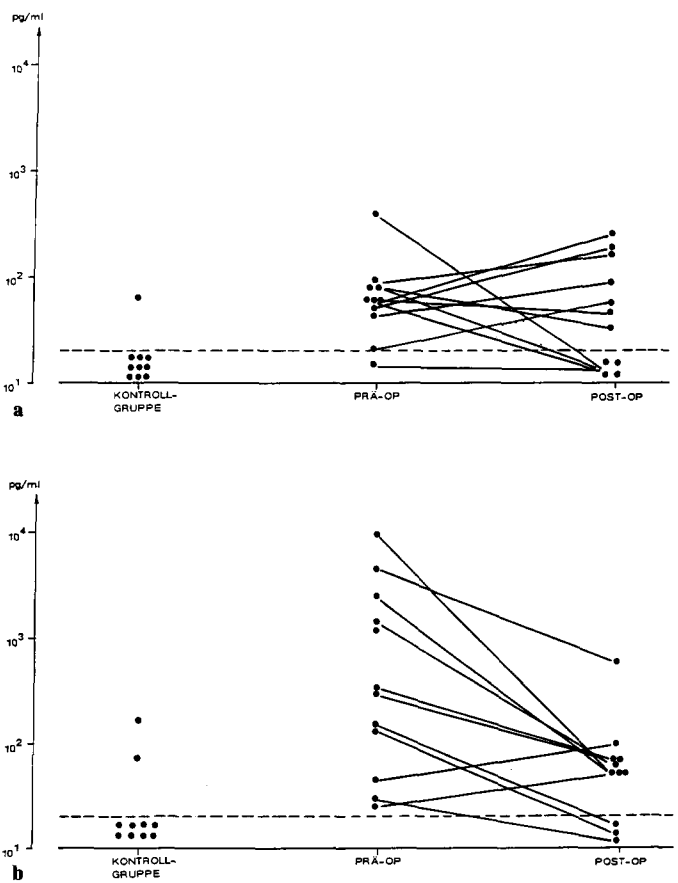 pg/ml
10⁴
10³
10²
10¹
KONTROLL-
GRUPPE
PRÄ-OP
POST-OP
a
pg/ml
10⁴
10³
10²
10¹
KONTROLL-
GRUPPE
PRÄ-OP
POST-OP
b